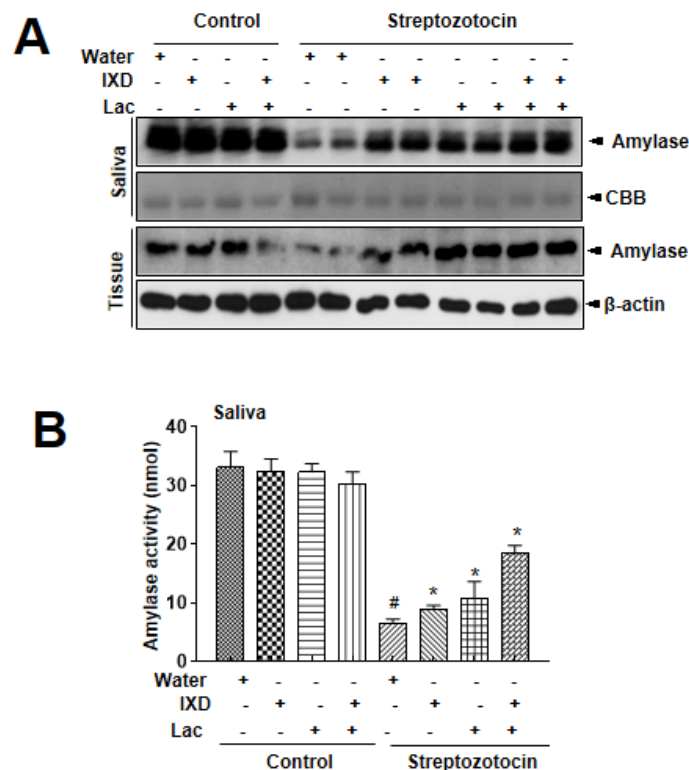 A
Control Streptozotocin
Water + - - - + + - - - - - -
IXD - + - + - - + + - - + +
Lac - - + + - - - - + + + +
Saliva
Amylase
CBB
Tissue
Amylase
β-actin
B
Saliva
Amylase activity (nmol)
40
30
20
10
0
# * * *
Water + - - - + - - -
IXD - + - + - + - +
Lac - - + + - - + +
Control Streptozotocin